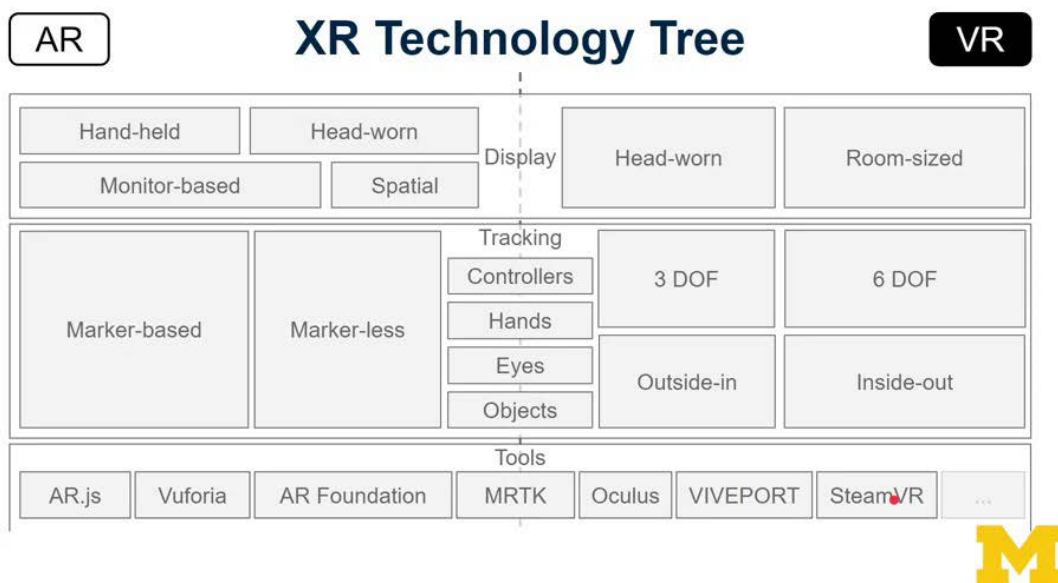 AR
XR Technology Tree
VR
Hand-held
Head-worn
Monitor-based
Spatial
Display
Head-worn
Room-sized
Marker-based
Marker-less
Tracking
Controllers
Hands
Eyes
Objects
3 DOF
6 DOF
Outside-in
Inside-out
Tools
AR.js
Vuforia
AR Foundation
MRTK
Oculus
VIVEPORT
SteamVR
...
M